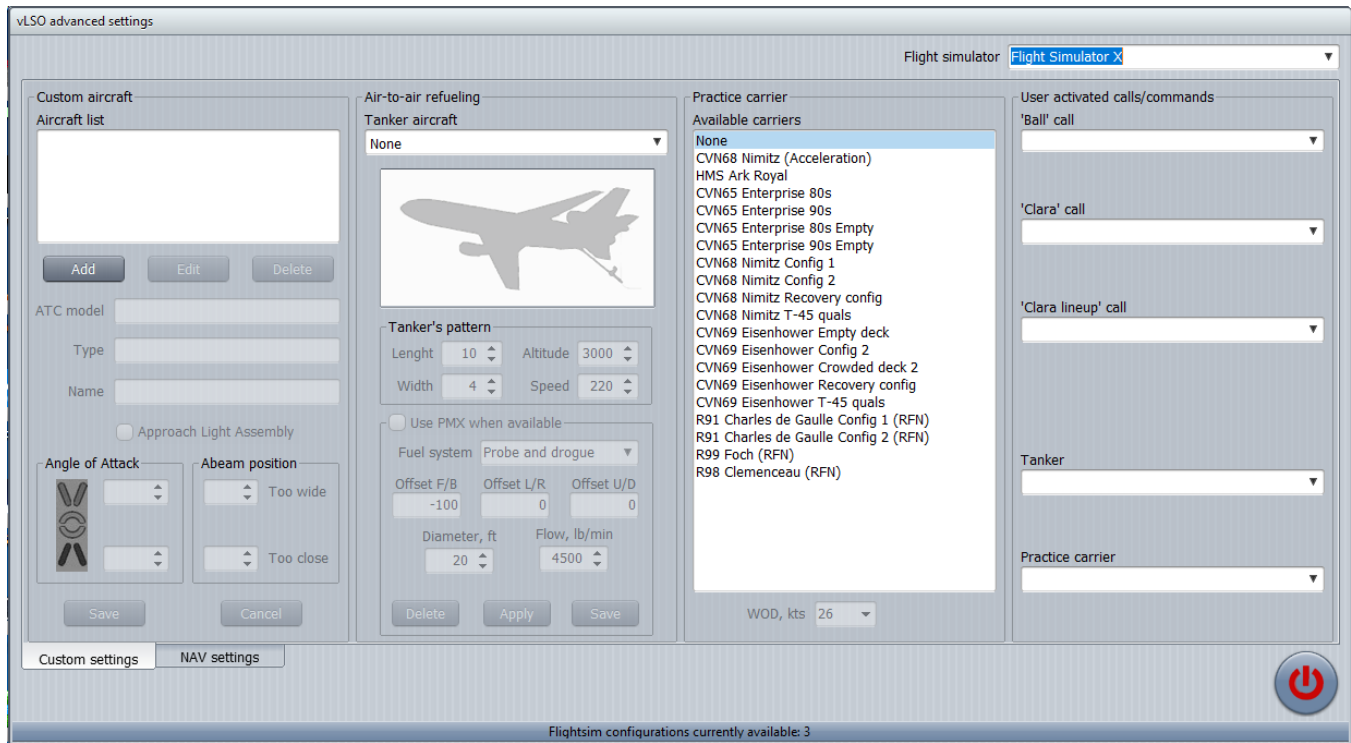 vLSO advanced settings
Flight simulator Flight Simulator X
Custom aircraft
Aircraft list
Add Edit Delete
ATC model
Type
Name
Approach Light Assembly
Angle of Attack
Abeam position
Too wide
Too close
Save Cancel
Air-to-air refueling
Tanker aircraft
None
Tanker's pattern
Lenght 10 Altitude 3000
Width 4 Speed 220
Use PMX when available
Fuel system Probe and drogue
Offset F/B Offset L/R Offset U/D
-100 0 0
Diameter, ft Flow, lb/min
20 4500
Delete Apply Save
Practice carrier
Available carriers
None
CVN68 Nimitz (Acceleration)
HMS Ark Royal
CVN65 Enterprise 80s
CVN65 Enterprise 90s
CVN65 Enterprise 80s Empty
CVN65 Enterprise 90s Empty
CVN68 Nimitz Config 1
CVN68 Nimitz Config 2
CVN68 Nimitz Recovery config
CVN68 Nimitz T-45 quals
CVN69 Eisenhower Empty deck
CVN69 Eisenhower Config 2
CVN69 Eisenhower Crowded deck 2
CVN69 Eisenhower Recovery config
CVN69 Eisenhower T-45 quals
R91 Charles de Gaulle Config 1 (RFN)
R91 Charles de Gaulle Config 2 (RFN)
R99 Foch (RFN)
R98 Clemenceau (RFN)
WOD, kts 26
User activated calls/commands
'Ball' call
'Clara' call
'Clara lineup' call
Tanker
Practice carrier
Custom settings NAV settings
Flightsim configurations currently available: 3